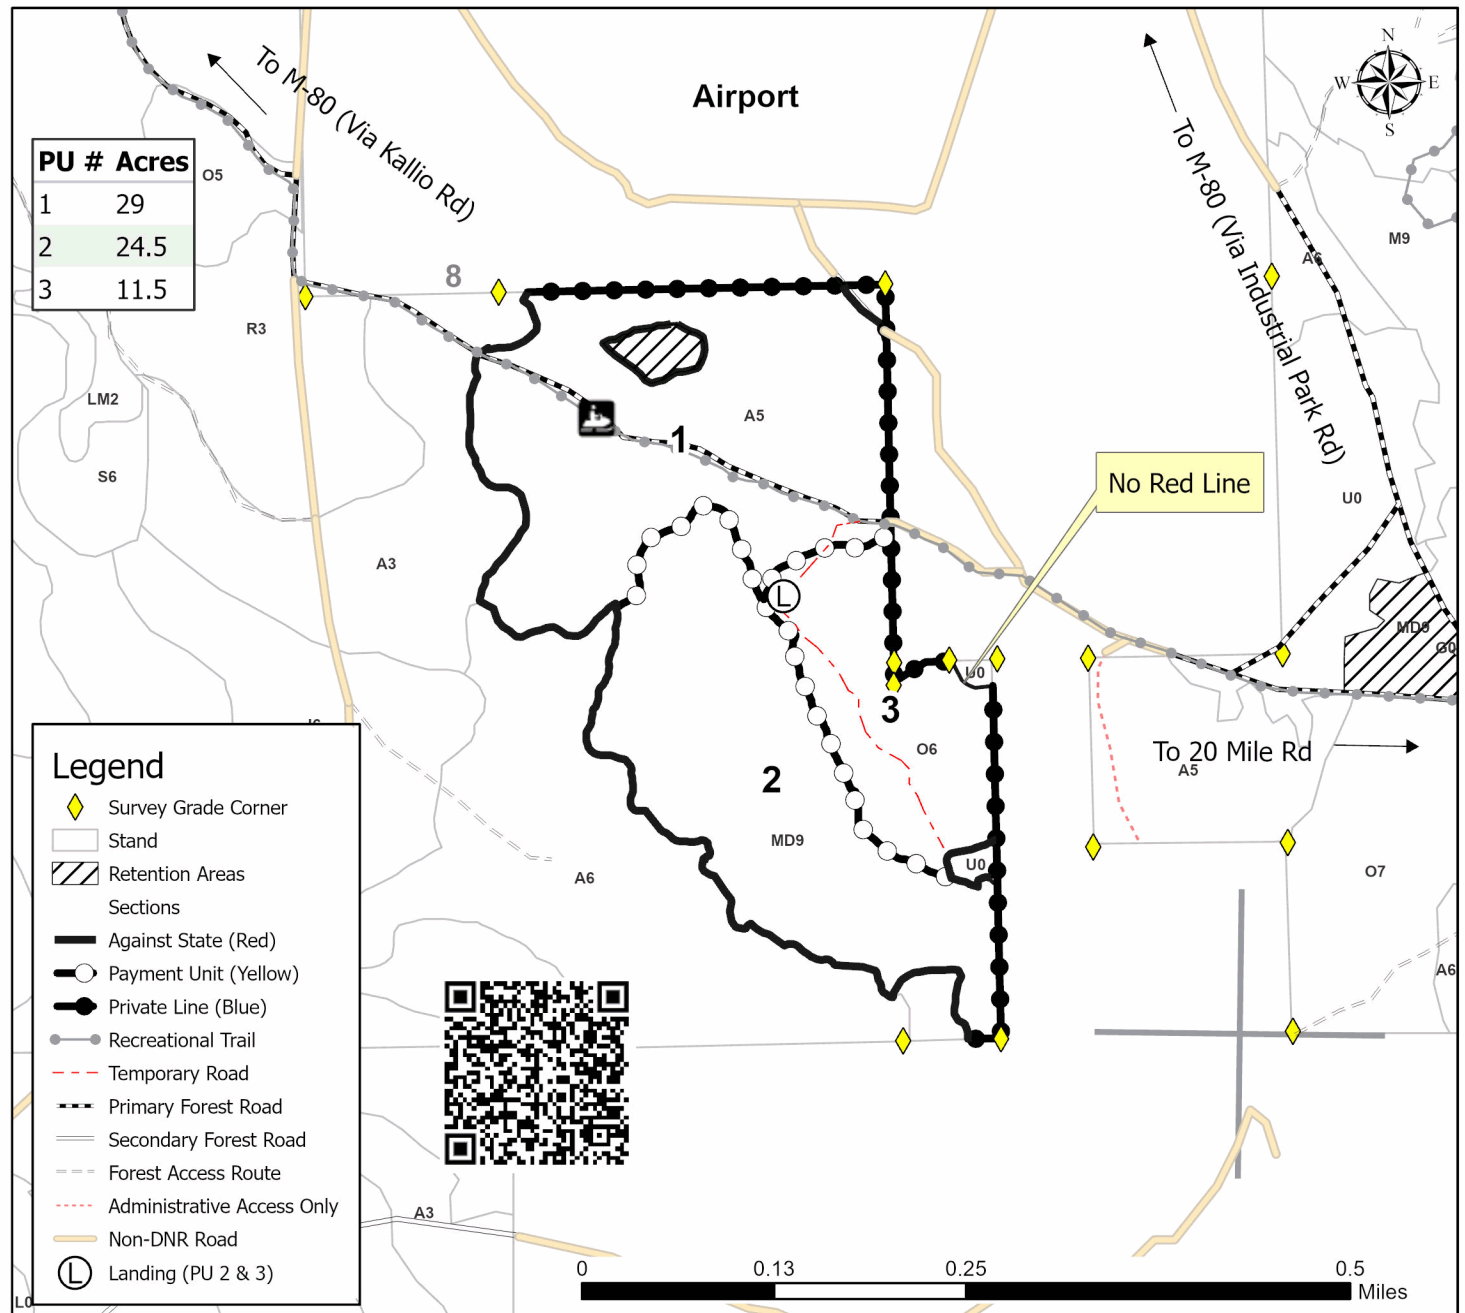 N
W E
S
To M-80 (Via Kallio Rd)
Airport
To M-80 (Via Industrial Park Rd)
PU # Acres
1 29
2 24.5
3 11.5
O5
M9
A6
8
R3
LM2
S6
A5
1
No Red Line
U0
A3
MD9
G0
U0
3
O6
To 20 Mile Rd
A5
2
MD9
A6
U0
O7
A6
Legend
Survey Grade Corner
Stand
Retention Areas
Sections
Against State (Red)
Payment Unit (Yellow)
Private Line (Blue)
Recreational Trail
Temporary Road
Primary Forest Road
Secondary Forest Road
Forest Access Route
Administrative Access Only
Non-DNR Road
L Landing (PU 2 & 3)
L
A3
L0
0 0.13 0.25 0.5
Miles